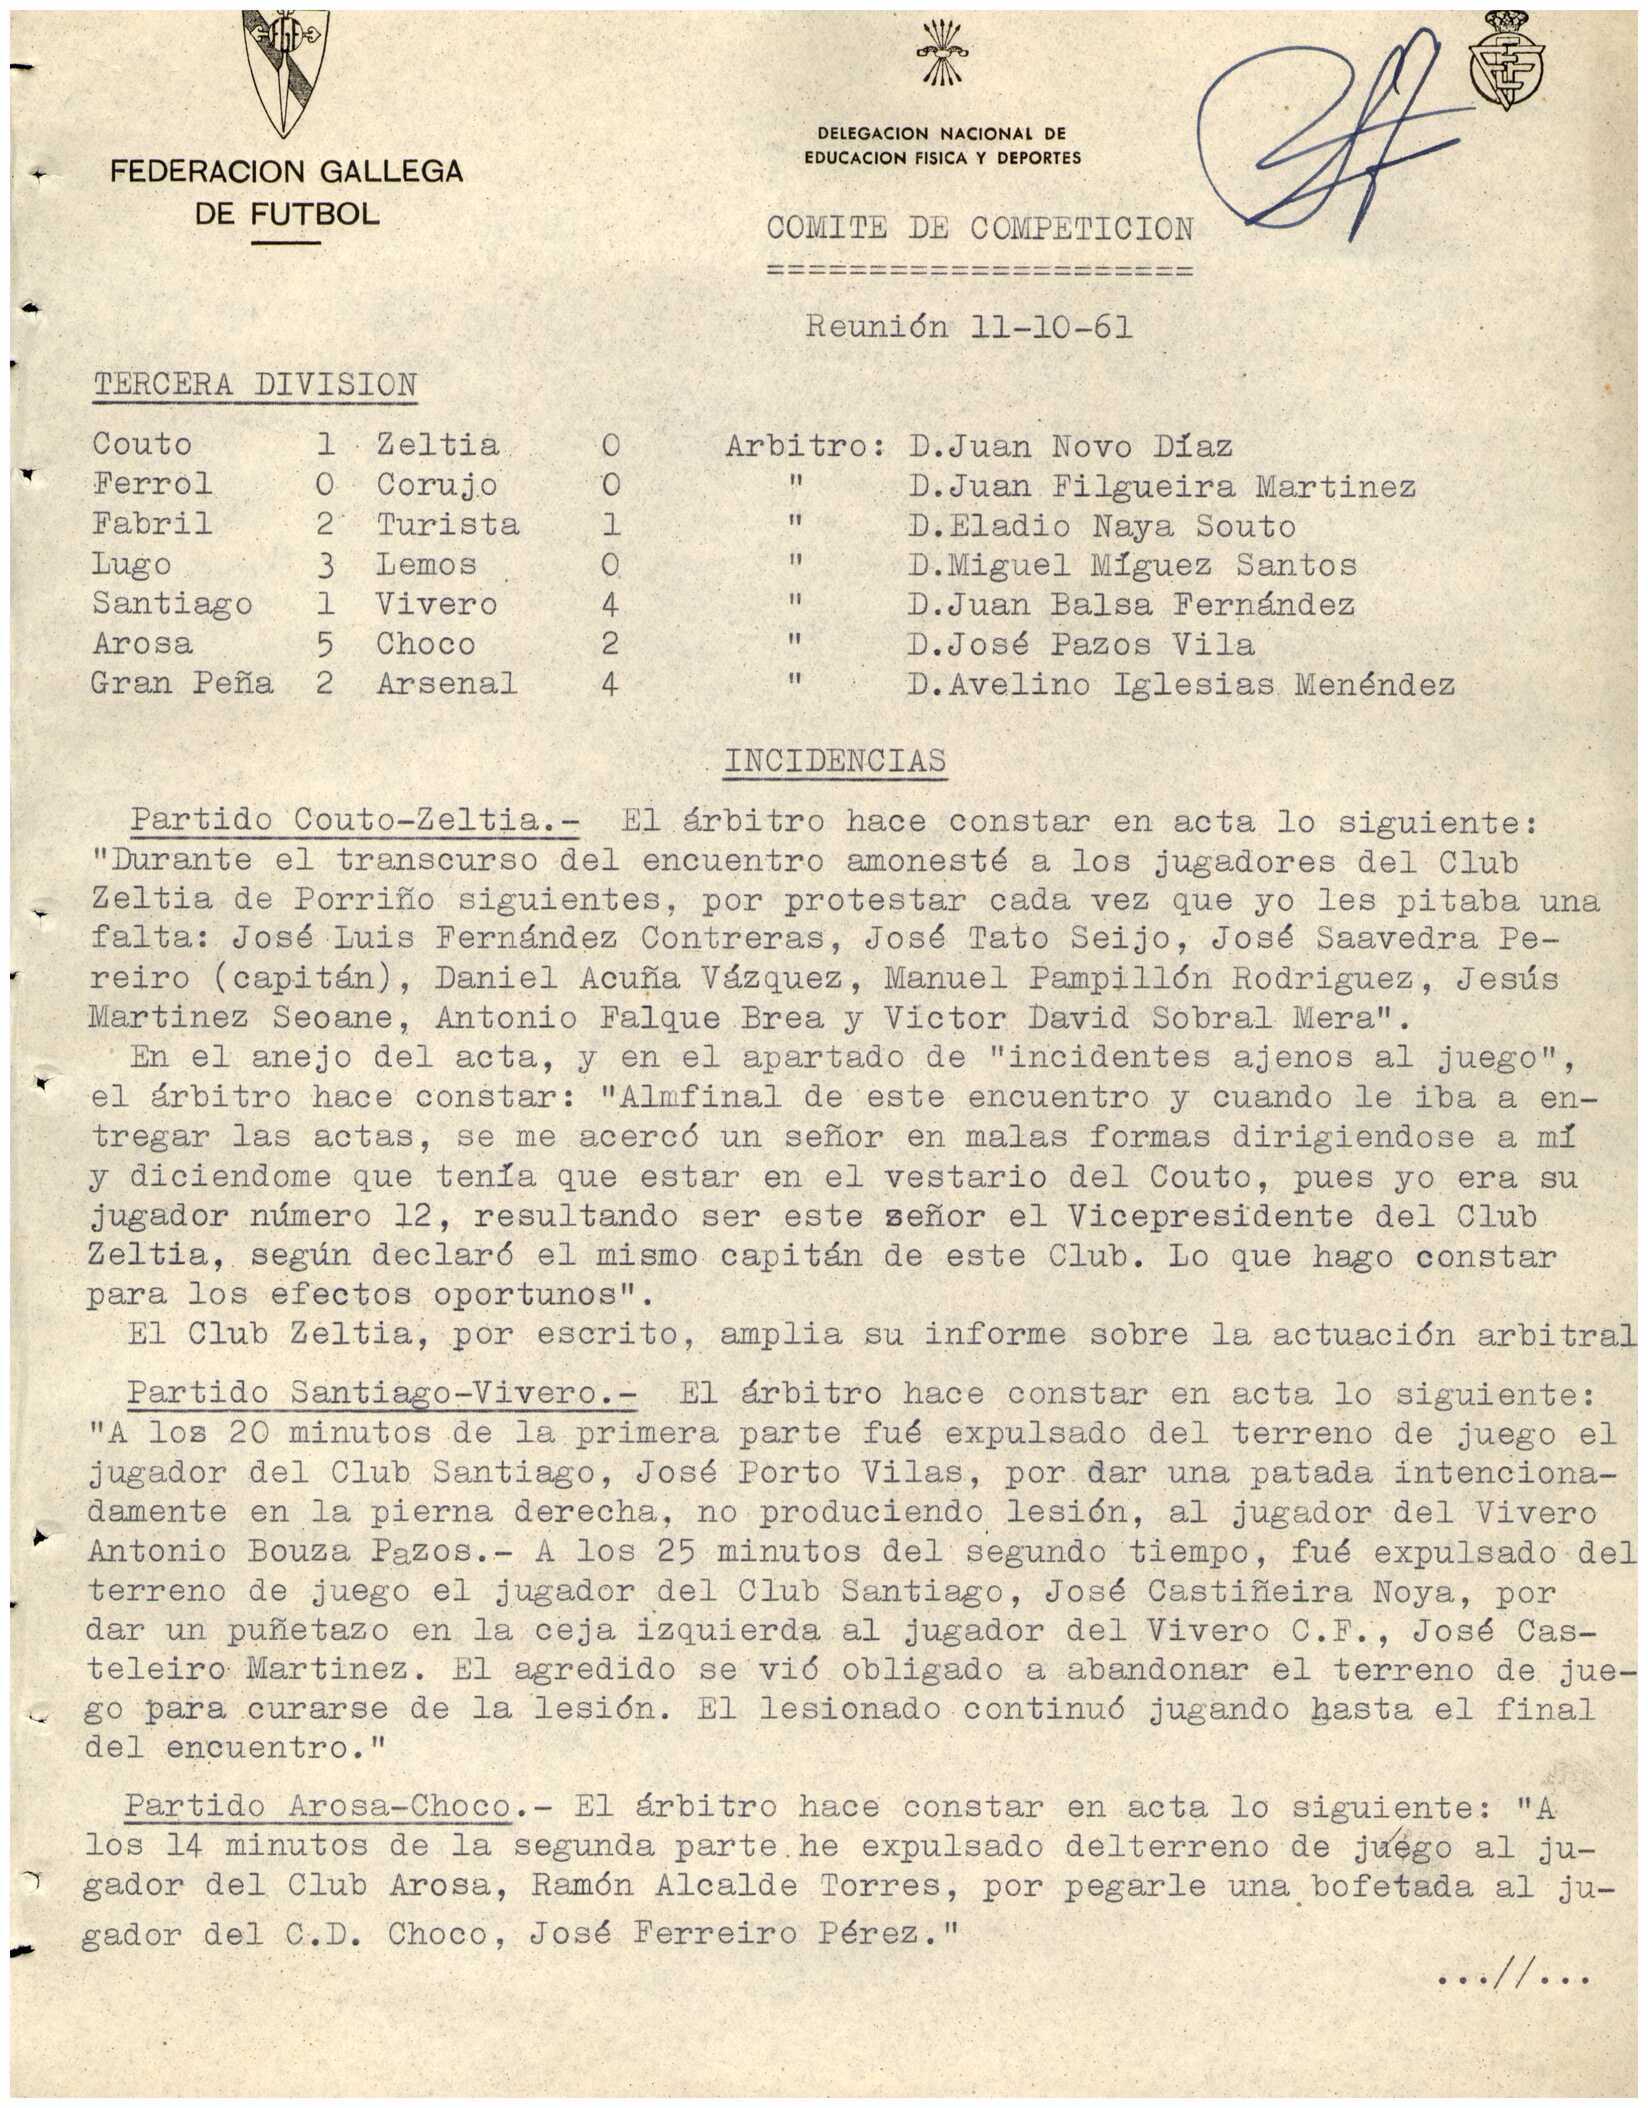 FEDERACION GALLEGA
DE FUTBOL
DELEGACION NACIONAL DE
EDUCACION FISICA Y DEPORTES
COMITE DE COMPETICION
=====================
Reunión 11-10-61
TERCERA DIVISION
Couto 1 Zeltia 0 Arbitro: D.Juan Novo Díaz
Ferrol 0 Corujo 0 " D.Juan Filgueira Martinez
Fabril 2 Turista 1 " D.Eladio Naya Souto
Lugo 3 Lemos 0 " D.Miguel Míguez Santos
Santiago 1 Vivero 4 " D.Juan Balsa Fernández
Arosa 5 Choco 2 " D.José Pazos Vila
Gran Peña 2 Arsenal 4 " D.Avelino Iglesias Menéndez
INCIDENCIAS
Partido Couto-Zeltia.- El árbitro hace constar en acta lo siguiente:
"Durante el transcurso del encuentro amonesté a los jugadores del Club
Zeltia de Porriño siguientes, por protestar cada vez que yo les pitaba una
falta: José Luis Fernández Contreras, José Tato Seijo, José Saavedra Pe-
reiro (capitán), Daniel Acuña Vázquez, Manuel Pampillón Rodriguez, Jesús
Martinez Seoane, Antonio Falque Brea y Victor David Sobral Mera".
En el anejo del acta, y en el apartado de "incidentes ajenos al juego",
el árbitro hace constar: "Almfinal de este encuentro y cuando le iba a en-
tregar las actas, se me acercó un señor en malas formas dirigiendose a mí
y diciendome que tenía que estar en el vestario del Couto, pues yo era su
jugador número 12, resultando ser este señor el Vicepresidente del Club
Zeltia, según declaró el mismo capitán de este Club. Lo que hago constar
para los efectos oportunos".
El Club Zeltia, por escrito, amplia su informe sobre la actuación arbitral
Partido Santiago-Vivero.- El árbitro hace constar en acta lo siguiente:
"A los 20 minutos de la primera parte fué expulsado del terreno de juego el
jugador del Club Santiago, José Porto Vilas, por dar una patada intenciona-
damente en la pierna derecha, no produciendo lesión, al jugador del Vivero
Antonio Bouza Pazos.- A los 25 minutos del segundo tiempo, fué expulsado del
terreno de juego el jugador del Club Santiago, José Castiñeira Noya, por
dar un puñetazo en la ceja izquierda al jugador del Vivero C.F., José Cas-
teleiro Martinez. El agredido se vió obligado a abandonar el terreno de jue-
go para curarse de la lesión. El lesionado continuó jugando hasta el final
del encuentro."
Partido Arosa-Choco.- El árbitro hace constar en acta lo siguiente: "A
los 14 minutos de la segunda parte he expulsado delterreno de juégo al ju-
gador del Club Arosa, Ramón Alcalde Torres, por pegarle una bofetada al ju-
gador del C.D. Choco, José Ferreiro Pérez."
...//...